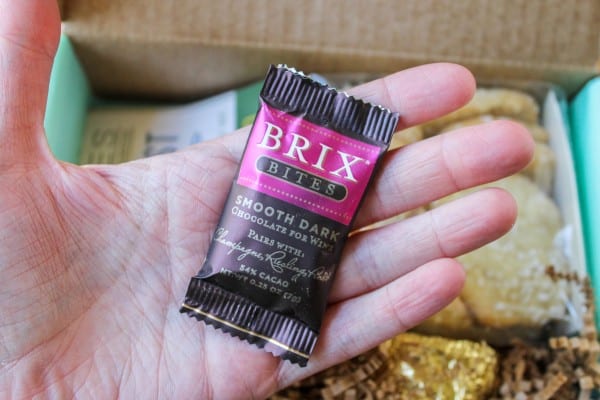 BRIX
BITES
SMOOTH DARK
CHOCOLATE FOR WINE
PAIRS WITH:
Champagne, Riesling,
54% CACAO
NET WT 0.25 OZ (7g)